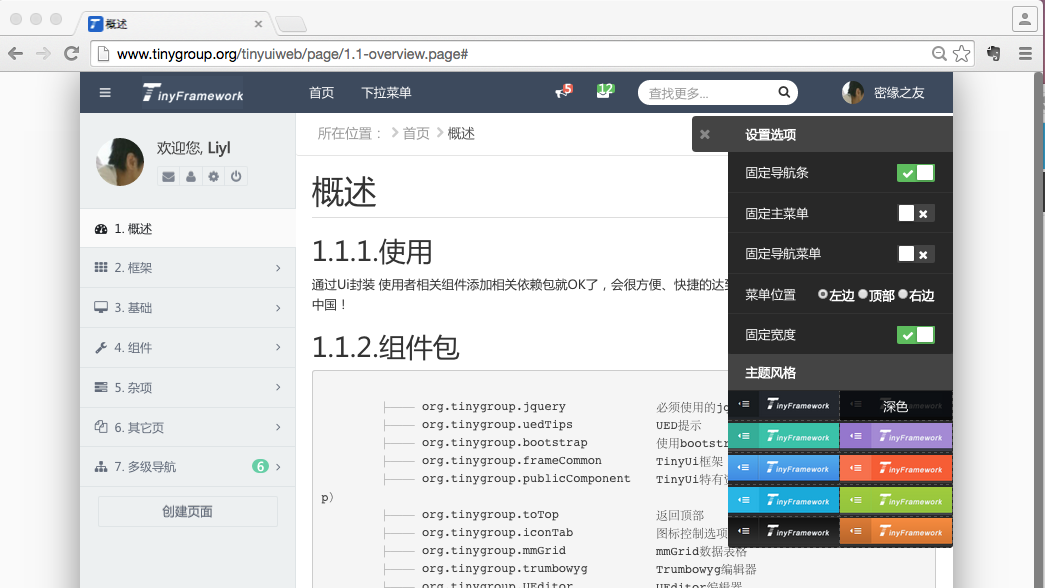 概述
www.tinygroup.org/tinyuiweb/page/1.1-overview.page#
TinyFramework 首页 下拉菜单 5 12 查找更多... 密缘之友
欢迎您, Liyl
1. 概述
2. 框架
3. 基础
4. 组件
5. 杂项
6. 其它页
7. 多级导航 6
创建页面
所在位置： 首页 概述
概述
1.1.1.使用
通过Ui封装 使用者相关组件添加相关依赖包就OK了，会很方便、快捷的达
中国！
1.1.2.组件包
├── org.tinygroup.jquery 必须使用的jq
├── org.tinygroup.uedTips UED提示
├── org.tinygroup.bootstrap 使用bootstr
├── org.tinygroup.frameCommon TinyUi框架
├── org.tinygroup.publicComponent TinyUi特有
p）
├── org.tinygroup.toTop 返回顶部
├── org.tinygroup.iconTab 图标控制选项
├── org.tinygroup.mmGrid mmGrid数据表格
├── org.tinygroup.trumbowyg Trumbowyg编辑器
├── org.tinygroup.UEditor UEditor编辑器
设置选项
固定导航条
固定主菜单
固定导航菜单
菜单位置 左边 顶部 右边
固定宽度
主题风格
TinyFramework 深色
TinyFramework TinyFramework
TinyFramework TinyFramework
TinyFramework TinyFramework
TinyFramework TinyFramework